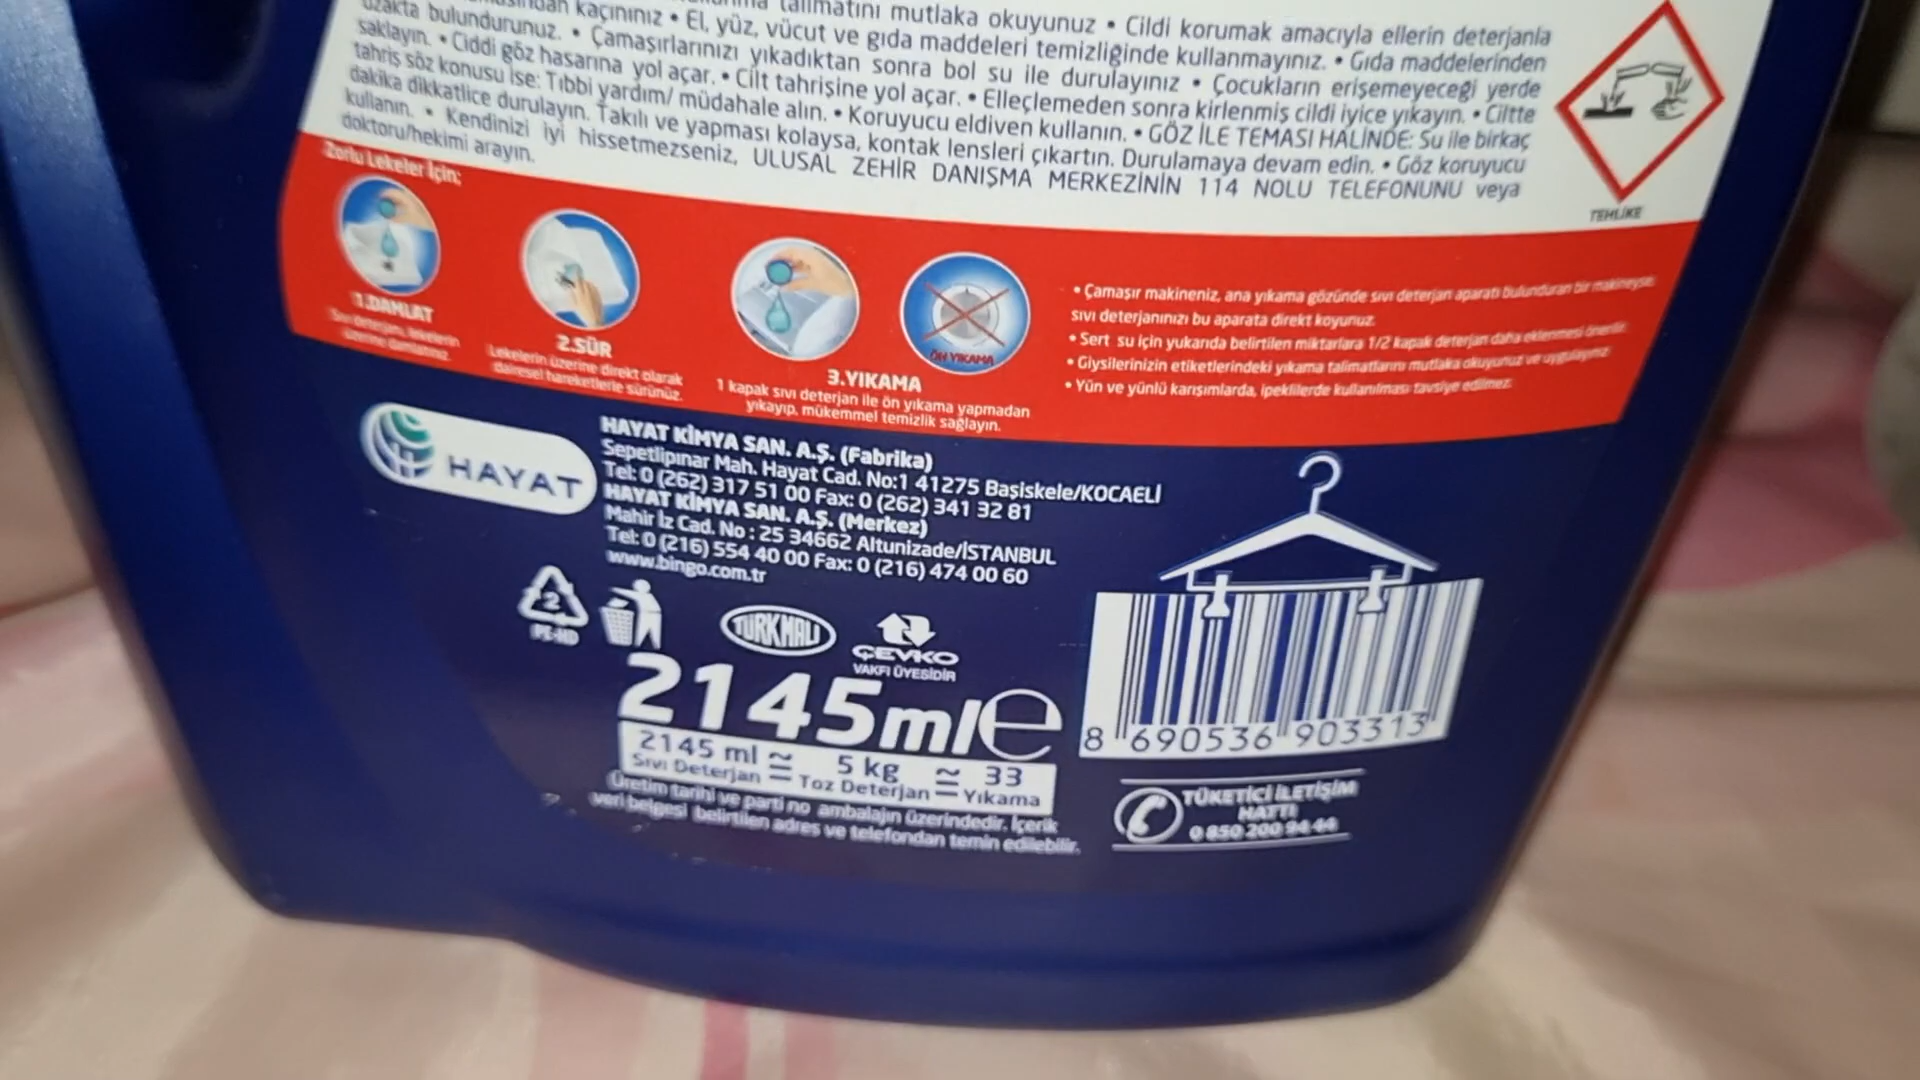 talimatını mutlaka okuyunuz • Cildi korumak amacıyla ellerin deterjanla
kaçınınız • El, yüz, vücut ve gıda maddeleri temizliğinde kullanmayınız. • Gıda maddelerinden
uzakta bulundurunuz. • Çamaşırlarınızı yıkadıktan sonra bol su ile durulayınız • Çocukların erişemeyeceği yerde
saklayın. • Ciddi göz hasarına yol açar. • Cilt tahrişine yol açar. • Elleçlemeden sonra kirlenmiş cildi iyice yıkayın. • Ciltte
tahriş söz konusu ise: Tıbbi yardım/ müdahale alın. • Koruyucu eldiven kullanın. • GÖZ İLE TEMASI HALİNDE: Su ile birkaç
dakika dikkatlice durulayın. Takılı ve yapması kolaysa, kontak lensleri çıkartın. Durulamaya devam edin. • Göz koruyucu
kullanın. • Kendinizi iyi hissetmezseniz, ULUSAL ZEHİR DANIŞMA MERKEZİNİN 114 NOLU TELEFONUNU veya
doktoru/hekimi arayın.
TEHLİKE
Zorlu Lekeler İçin;
1.DAMLAT
Sıvı deterjanı, lekelerin
üzerine damlatınız.
2.SÜR
Lekelerin üzerine direkt olarak
dairesel hareketlerle sürünüz.
ÖN YIKAMA
3.YIKAMA
1 kapak sıvı deterjan ile ön yıkama yapmadan
yıkayıp, mükemmel temizlik sağlayın.
• Çamaşır makineniz, ana yıkama gözünde sıvı deterjan aparatı bulunduran bir makineyse,
sıvı deterjanınızı bu aparata direkt koyunuz.
• Sert su için yukarıda belirtilen miktarlara 1/2 kapak deterjan daha eklenmesi önerilir.
• Giysilerinizin etiketlerindeki yıkama talimatlarını mutlaka okuyunuz ve uygulayınız.
• Yün ve yünlü karışımlarda, ipeklilerde kullanılması tavsiye edilmez.
HAYAT
HAYAT KİMYA SAN. A.Ş. (Fabrika)
Sepetlipınar Mah. Hayat Cad. No:1 41275 Başiskele/KOCAELİ
Tel: 0 (262) 317 51 00 Fax: 0 (262) 341 32 81
HAYAT KİMYA SAN. A.Ş. (Merkez)
Mahir İz Cad. No : 25 34662 Altunizade/İSTANBUL
Tel: 0 (216) 554 40 00 Fax: 0 (216) 474 00 60
www.bingo.com.tr
2
PE-HD
TÜRK MALI
ÇEVKO
VAKFI ÜYESİDİR
2145mle
2145 ml ≅ 5 kg ≅ 33
Sıvı Deterjan Toz Deterjan Yıkama
Üretim tarihi ve parti no ambalajın üzerindedir. İçerik
veri belgesi belirtilen adres ve telefondan temin edilebilir.
8 690536 903313
TÜKETİCİ İLETİŞİM
HATTI
0 850 200 94 44